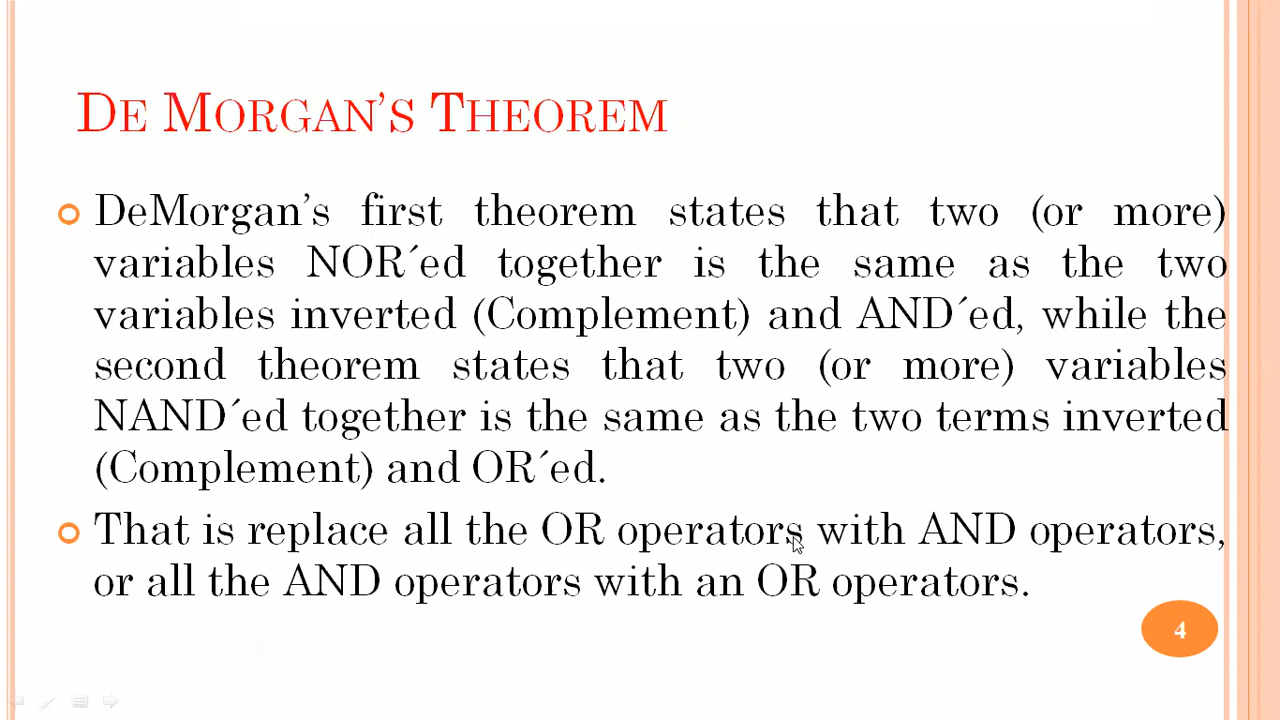 DE MORGAN’S THEOREM
DeMorgan’s first theorem states that two (or more)
variables NOR´ed together is the same as the two
variables inverted (Complement) and AND´ed, while the
second theorem states that two (or more) variables
NAND´ed together is the same as the two terms inverted
(Complement) and OR´ed.
That is replace all the OR operators with AND operators,
or all the AND operators with an OR operators.
4